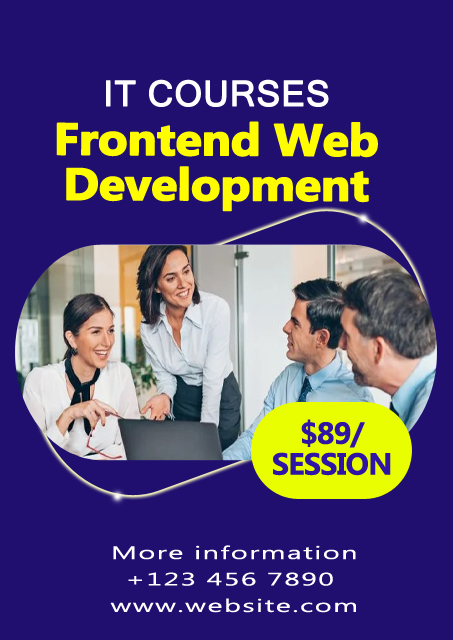 IT COURSES
Frontend Web
Development
$89/
SESSION
More information
+123 456 7890
www.website.com